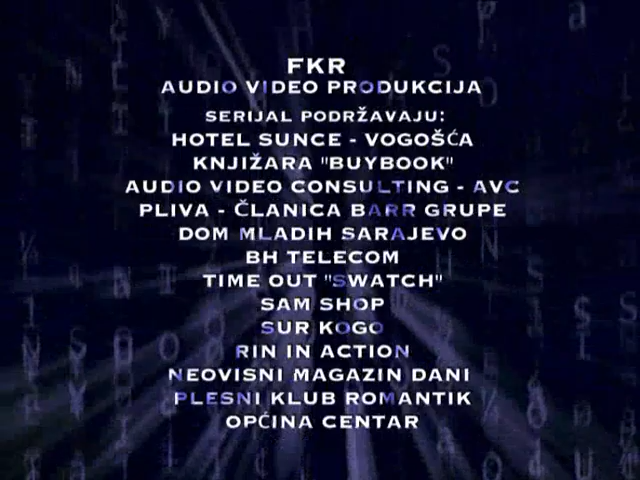 FKR
AUDIO VIDEO PRODUKCIJA
SERIJAL PODRŽAVAJU:
HOTEL SUNCE - VOGOŠĆA
KNJIŽARA "BUYBOOK"
AUDIO VIDEO CONSULTING - AVC
PLIVA - ČLANICA BARR GRUPE
DOM MLADIH SARAJEVO
BH TELECOM
TIME OUT "SWATCH"
SAM SHOP
SUR KOGO
RIN IN ACTION
NEOVISNI MAGAZIN DANI
PLESNI KLUB ROMANTIK
OPĆINA CENTAR